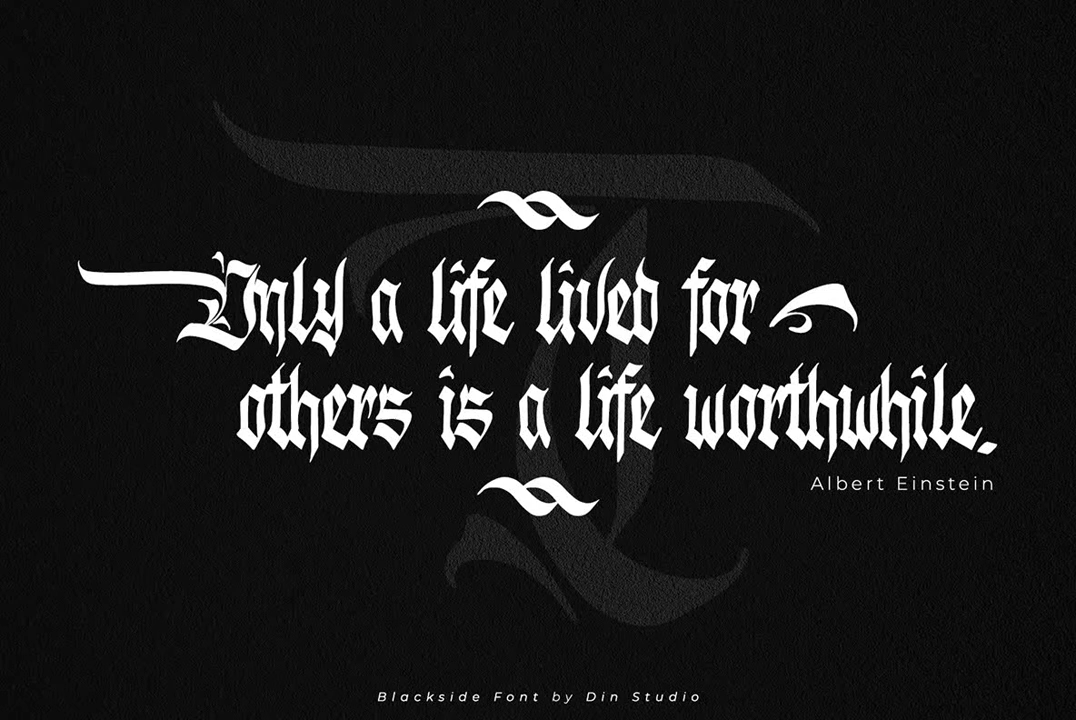 Only a life lived for
others is a life worthwhile.
Albert Einstein
Blackside Font by Din Studio